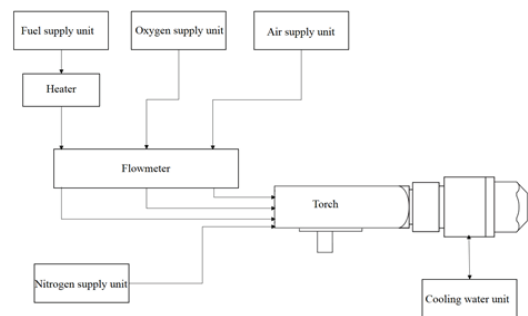 Fuel supply unit
Oxygen supply unit
Air supply unit
Heater
Flowmeter
Torch
Nitrogen supply unit
Cooling water unit